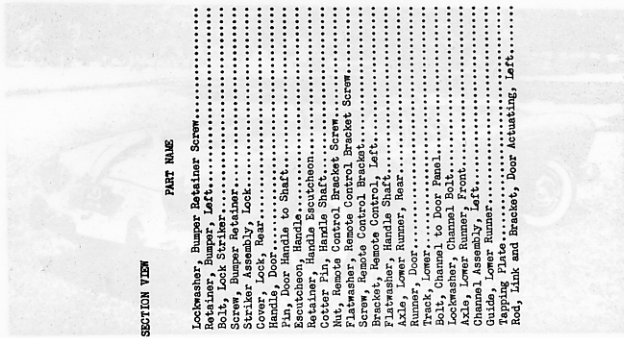 SECTION VIEW
PART NAME
Lockwasher, Bumper Retainer Screw
Retainer, Bumper, Left
Bolt, Lock Striker
Screw, Bumper Retainer
Striker Assembly, Lock
Cover, Lock, Rear
Handle, Door
Pin, Door Handle to Shaft
Escutcheon, Handle
Retainer, Handle Escutcheon
Cotter Pin, Handle Shaft
Nut, Remote Control Bracket Screw
Flatwasher, Remote Control Bracket Screw
Screw, Remote Control Bracket
Bracket, Remote Control, Left
Flatwasher, Handle Shaft
Axle, Lower Runner, Rear
Runner, Door
Track, Lower
Bolt, Channel to Door Panel
Lockwasher, Channel Bolt
Axle, Lower Runner, Front
Channel Assembly, Left
Guide, Lower Runner
Tapping Plate
Rod, Link and Bracket, Door Actuating, Left